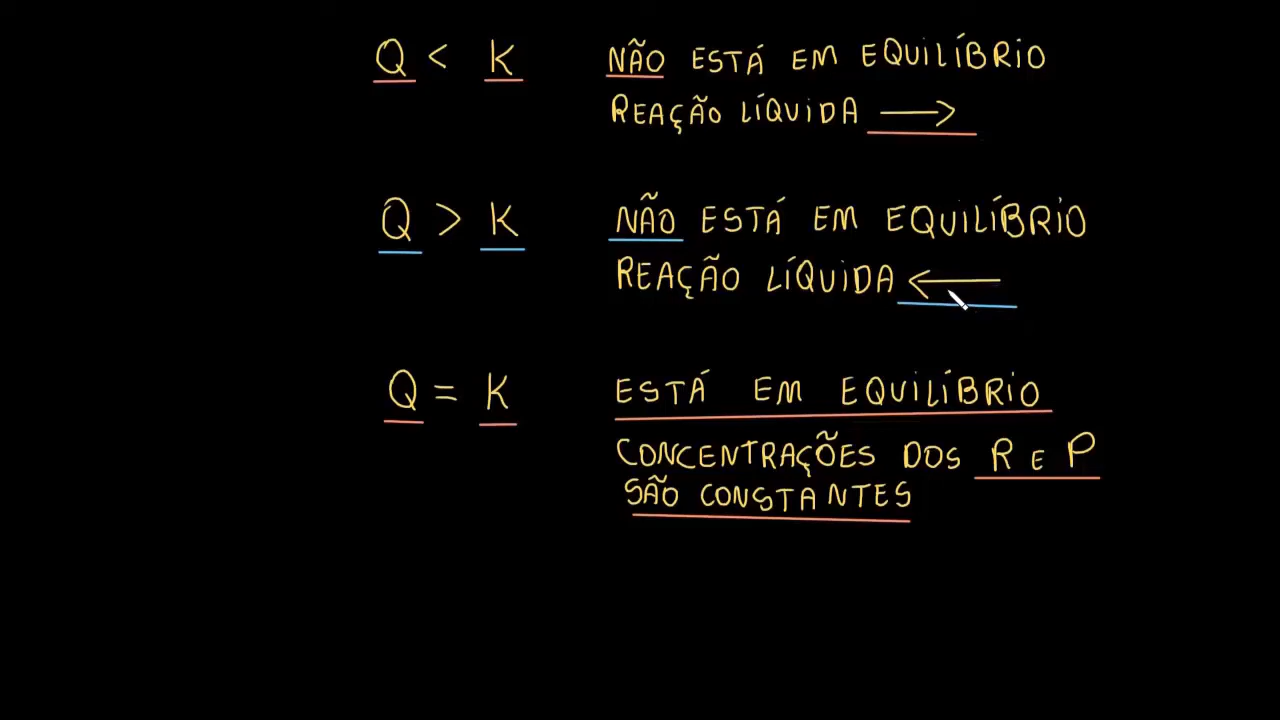 Q < K NÃO ESTÁ EM EQUILÍBRIO
REAÇÃO LÍQUIDA →
Q > K NÃO ESTÁ EM EQUILÍBRIO
REAÇÃO LÍQUIDA ←
Q = K ESTÁ EM EQUILÍBRIO
CONCENTRAÇÕES DOS R E P
SÃO CONSTANTES